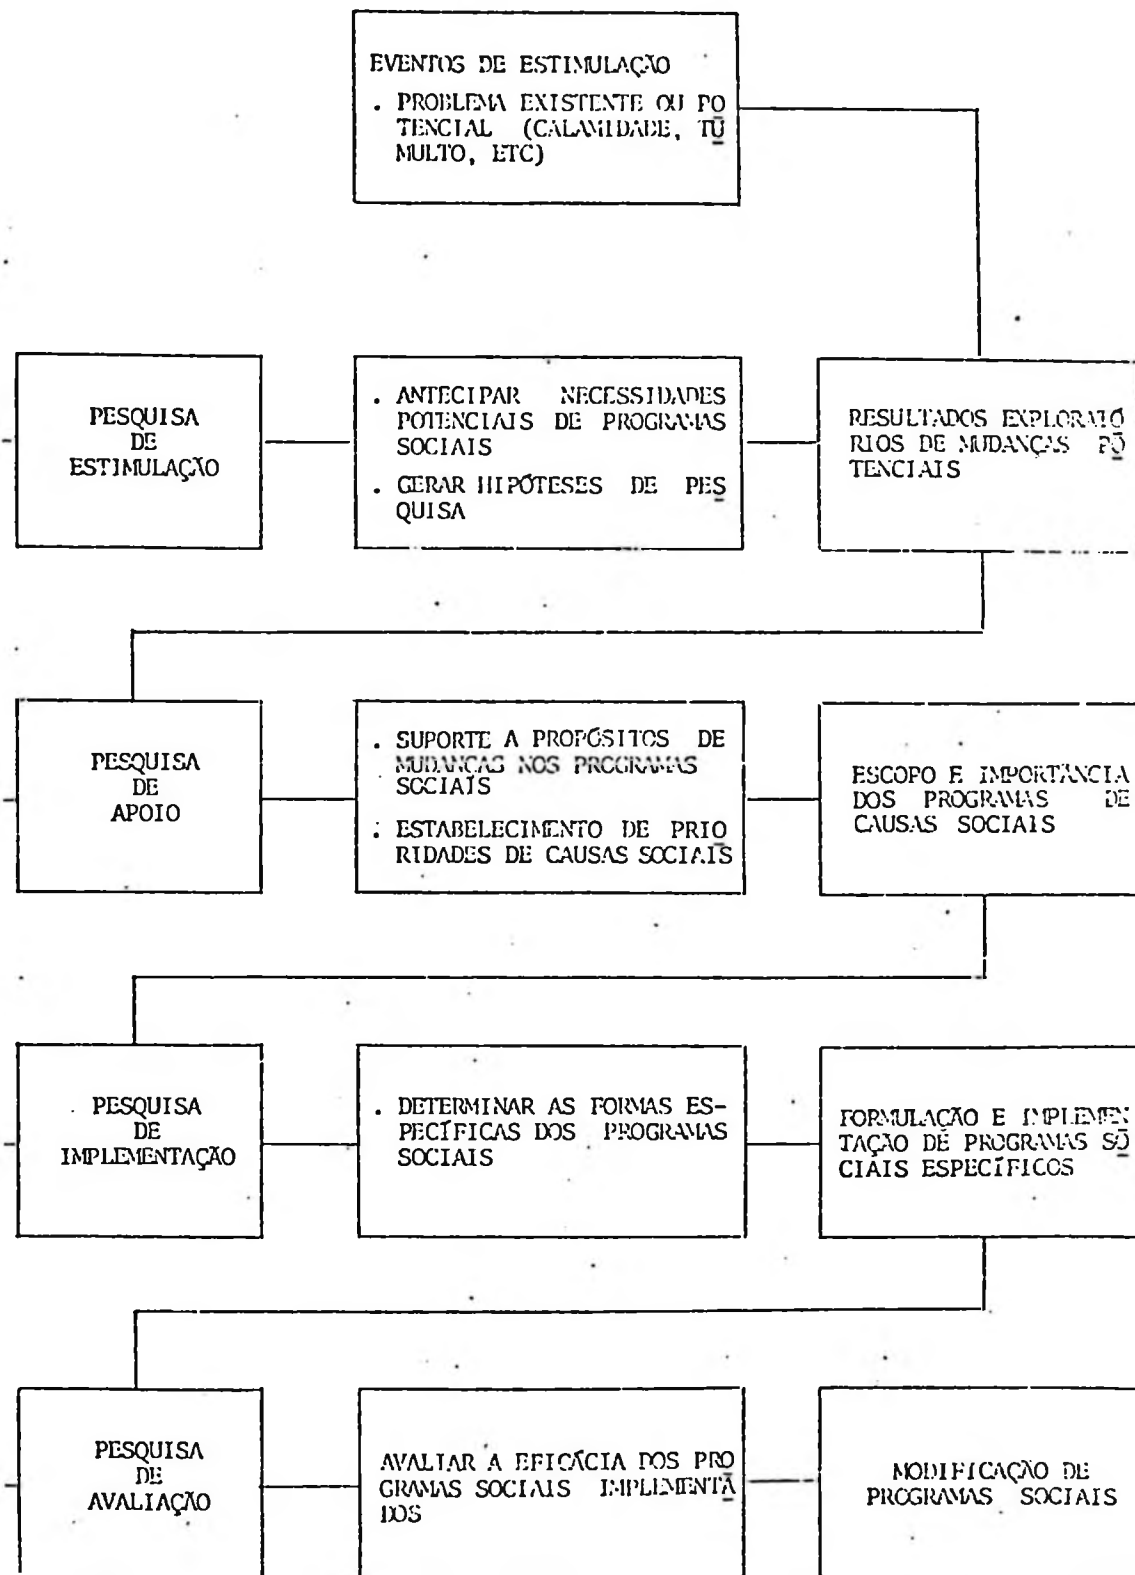 EVENTOS DE ESTIMULAÇÃO
. PROBLEMA EXISTENTE OU PO
TENCIAL (CALAMIDADE, TU
MULTO, ETC)
PESQUISA
DE
ESTIMULAÇÃO
. ANTECIPAR NECESSIDADES
POTENCIAIS DE PROGRAMAS
SOCIAIS
. GERAR HIPÓTESES DE PES
QUISA
RESULTADOS EXPLORATÓ
RIOS DE MUDANÇAS PO
TENCIAIS
PESQUISA
DE
APOIO
. SUPORTE A PROPÓSITOS DE
MUDANÇAS NOS PROGRAMAS
SOCIAIS
. ESTABELECIMENTO DE PRIO
RIDADES DE CAUSAS SOCIAIS
ESCOPO E IMPORTÂNCIA
DOS PROGRAMAS DE
CAUSAS SOCIAIS
PESQUISA
DE
IMPLEMENTAÇÃO
. DETERMINAR AS FORMAS ES-
PECÍFICAS DOS PROGRAMAS
SOCIAIS
FORMULAÇÃO E IMPLEMEN
TAÇÃO DE PROGRAMAS SO
CIAIS ESPECÍFICOS
PESQUISA
DE
AVALIAÇÃO
AVALIAR A EFICÁCIA DOS PRO
GRAMAS SOCIAIS IMPLEMENTA
DOS
MODIFICAÇÃO DE
PROGRAMAS SOCIAIS